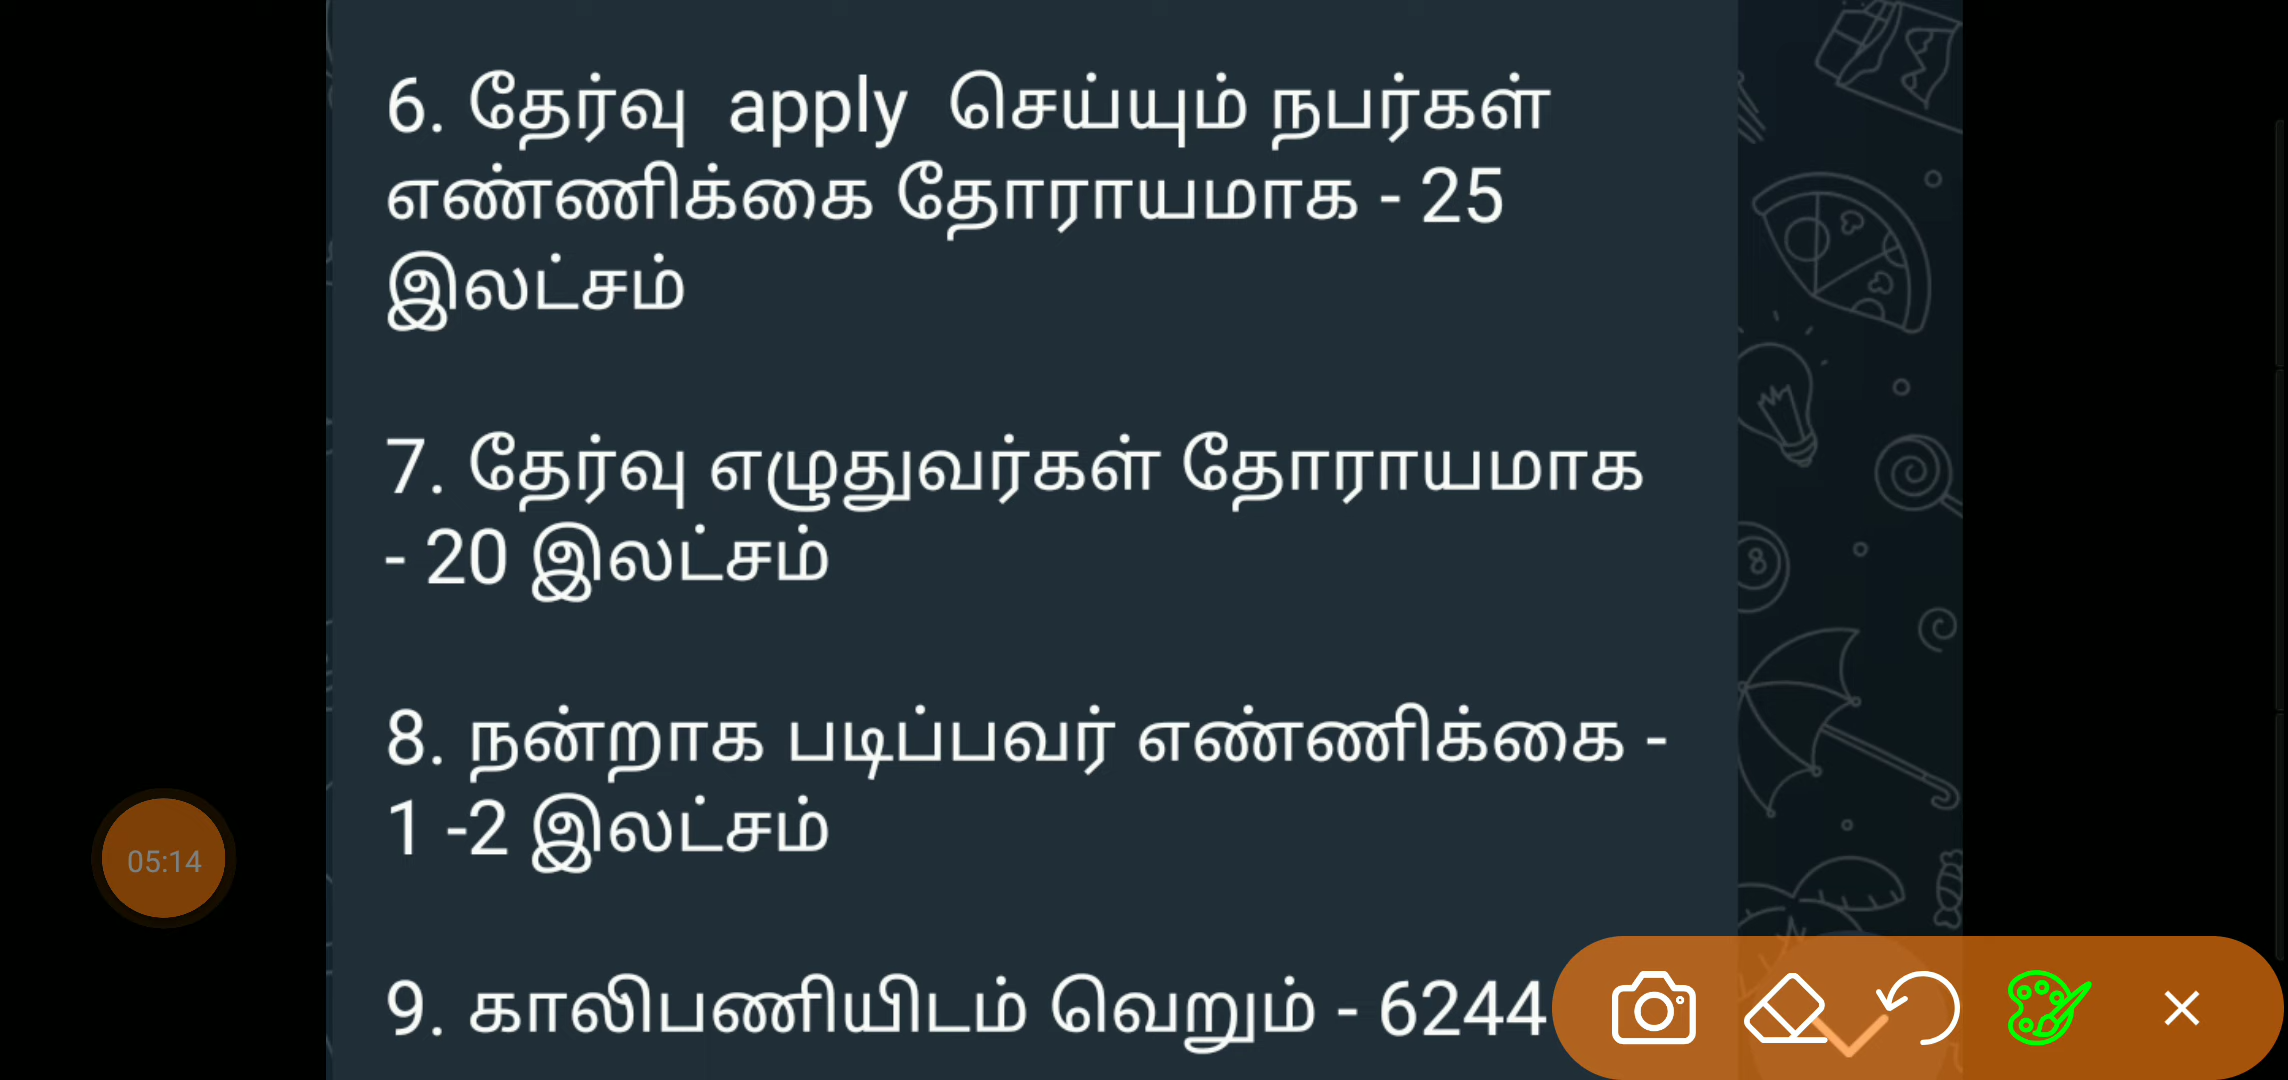 6. தேர்வு apply செய்யும் நபர்கள்
எண்ணிக்கை தோராயமாக - 25
இலட்சம்
7. தேர்வு எழுதுவர்கள் தோராயமாக
- 20 இலட்சம்
8. நன்றாக படிப்பவர் எண்ணிக்கை -
1 -2 இலட்சம்
05:14
9. காலிபணியிடம் வெறும் - 6244